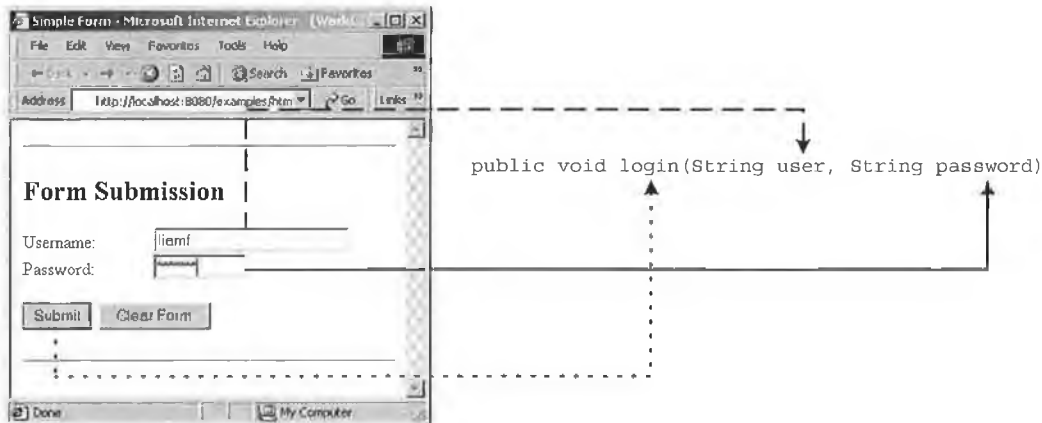 Simple Form - Microsoft Internet Explorer (Worki
File Edit View Favorites Tools Help
Search Favorites »
Address http://localhost:8080/examples/htm Go Links »
public void login(String user, String password)
Form Submission
Username: liamf
Password: *******
Submit Clear Form
Done My Computer